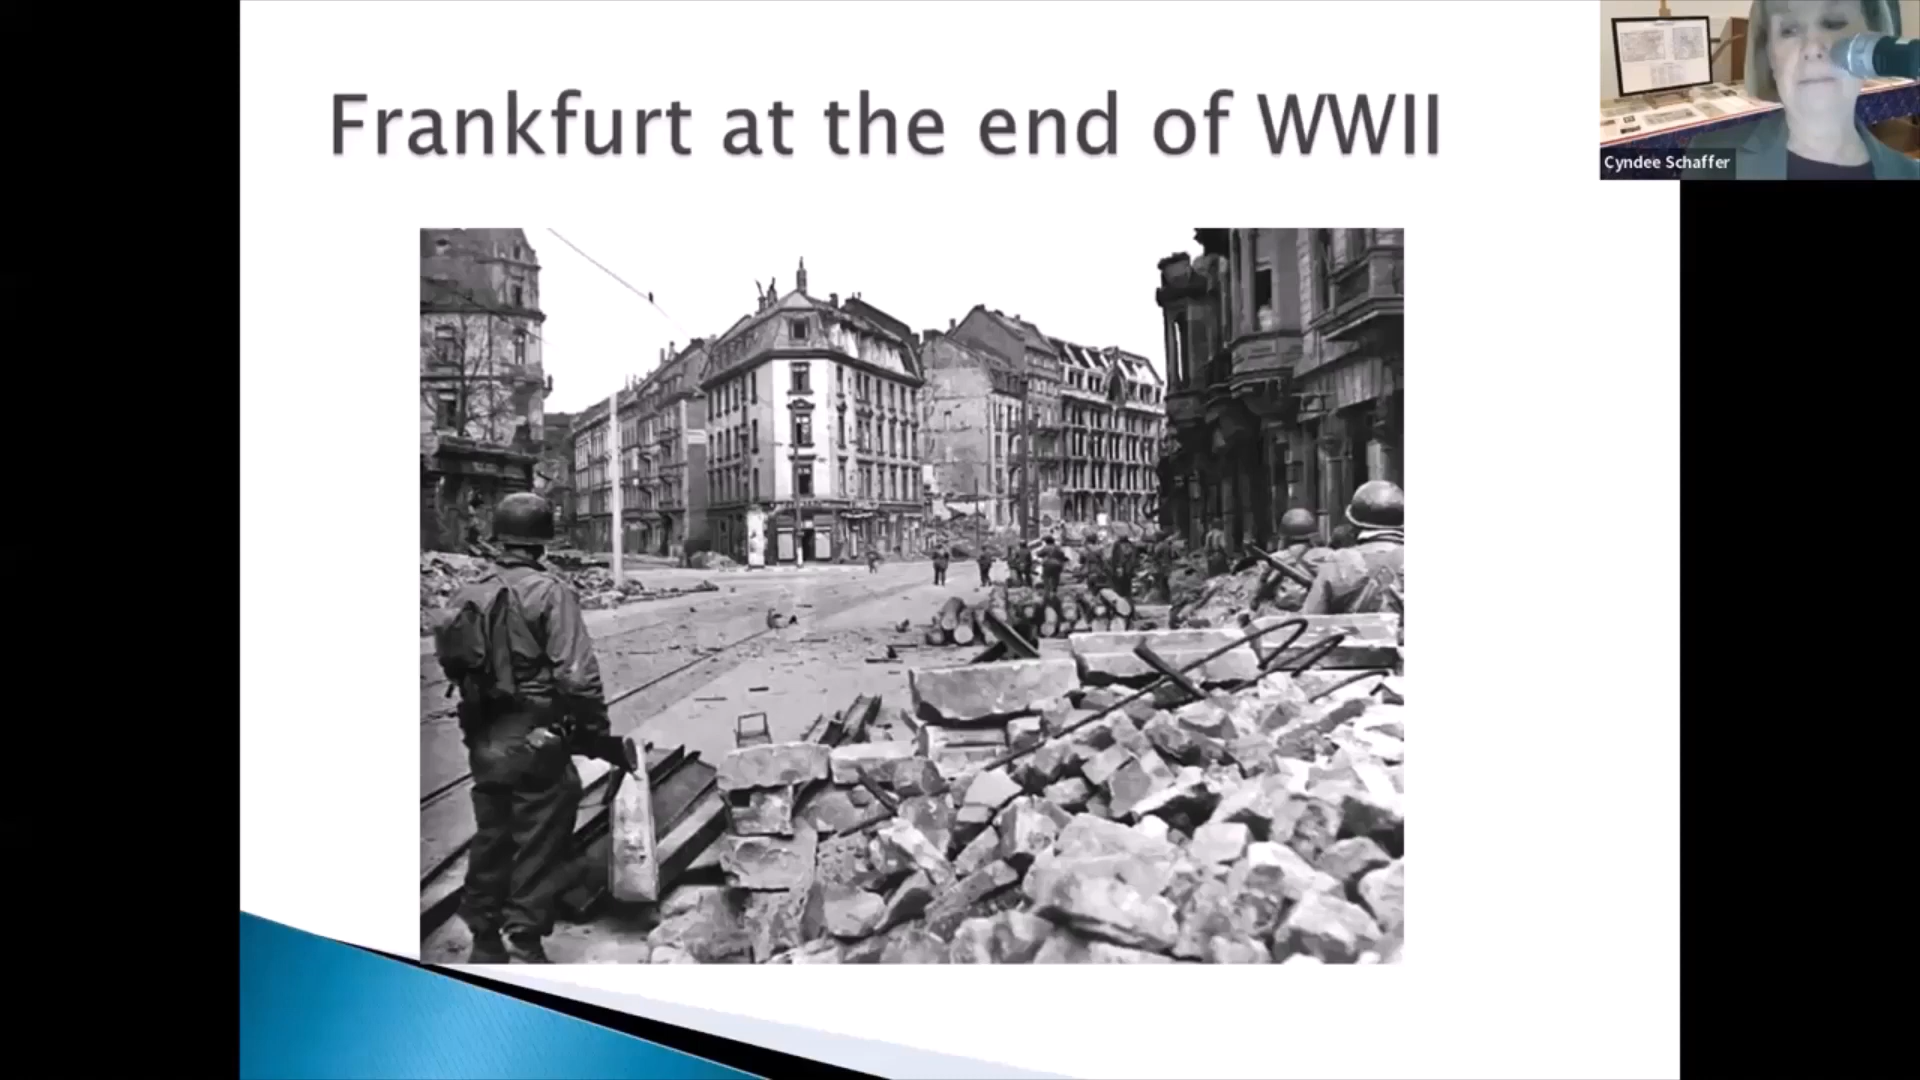 Frankfurt at the end of WWII
Cyndee Schaffer